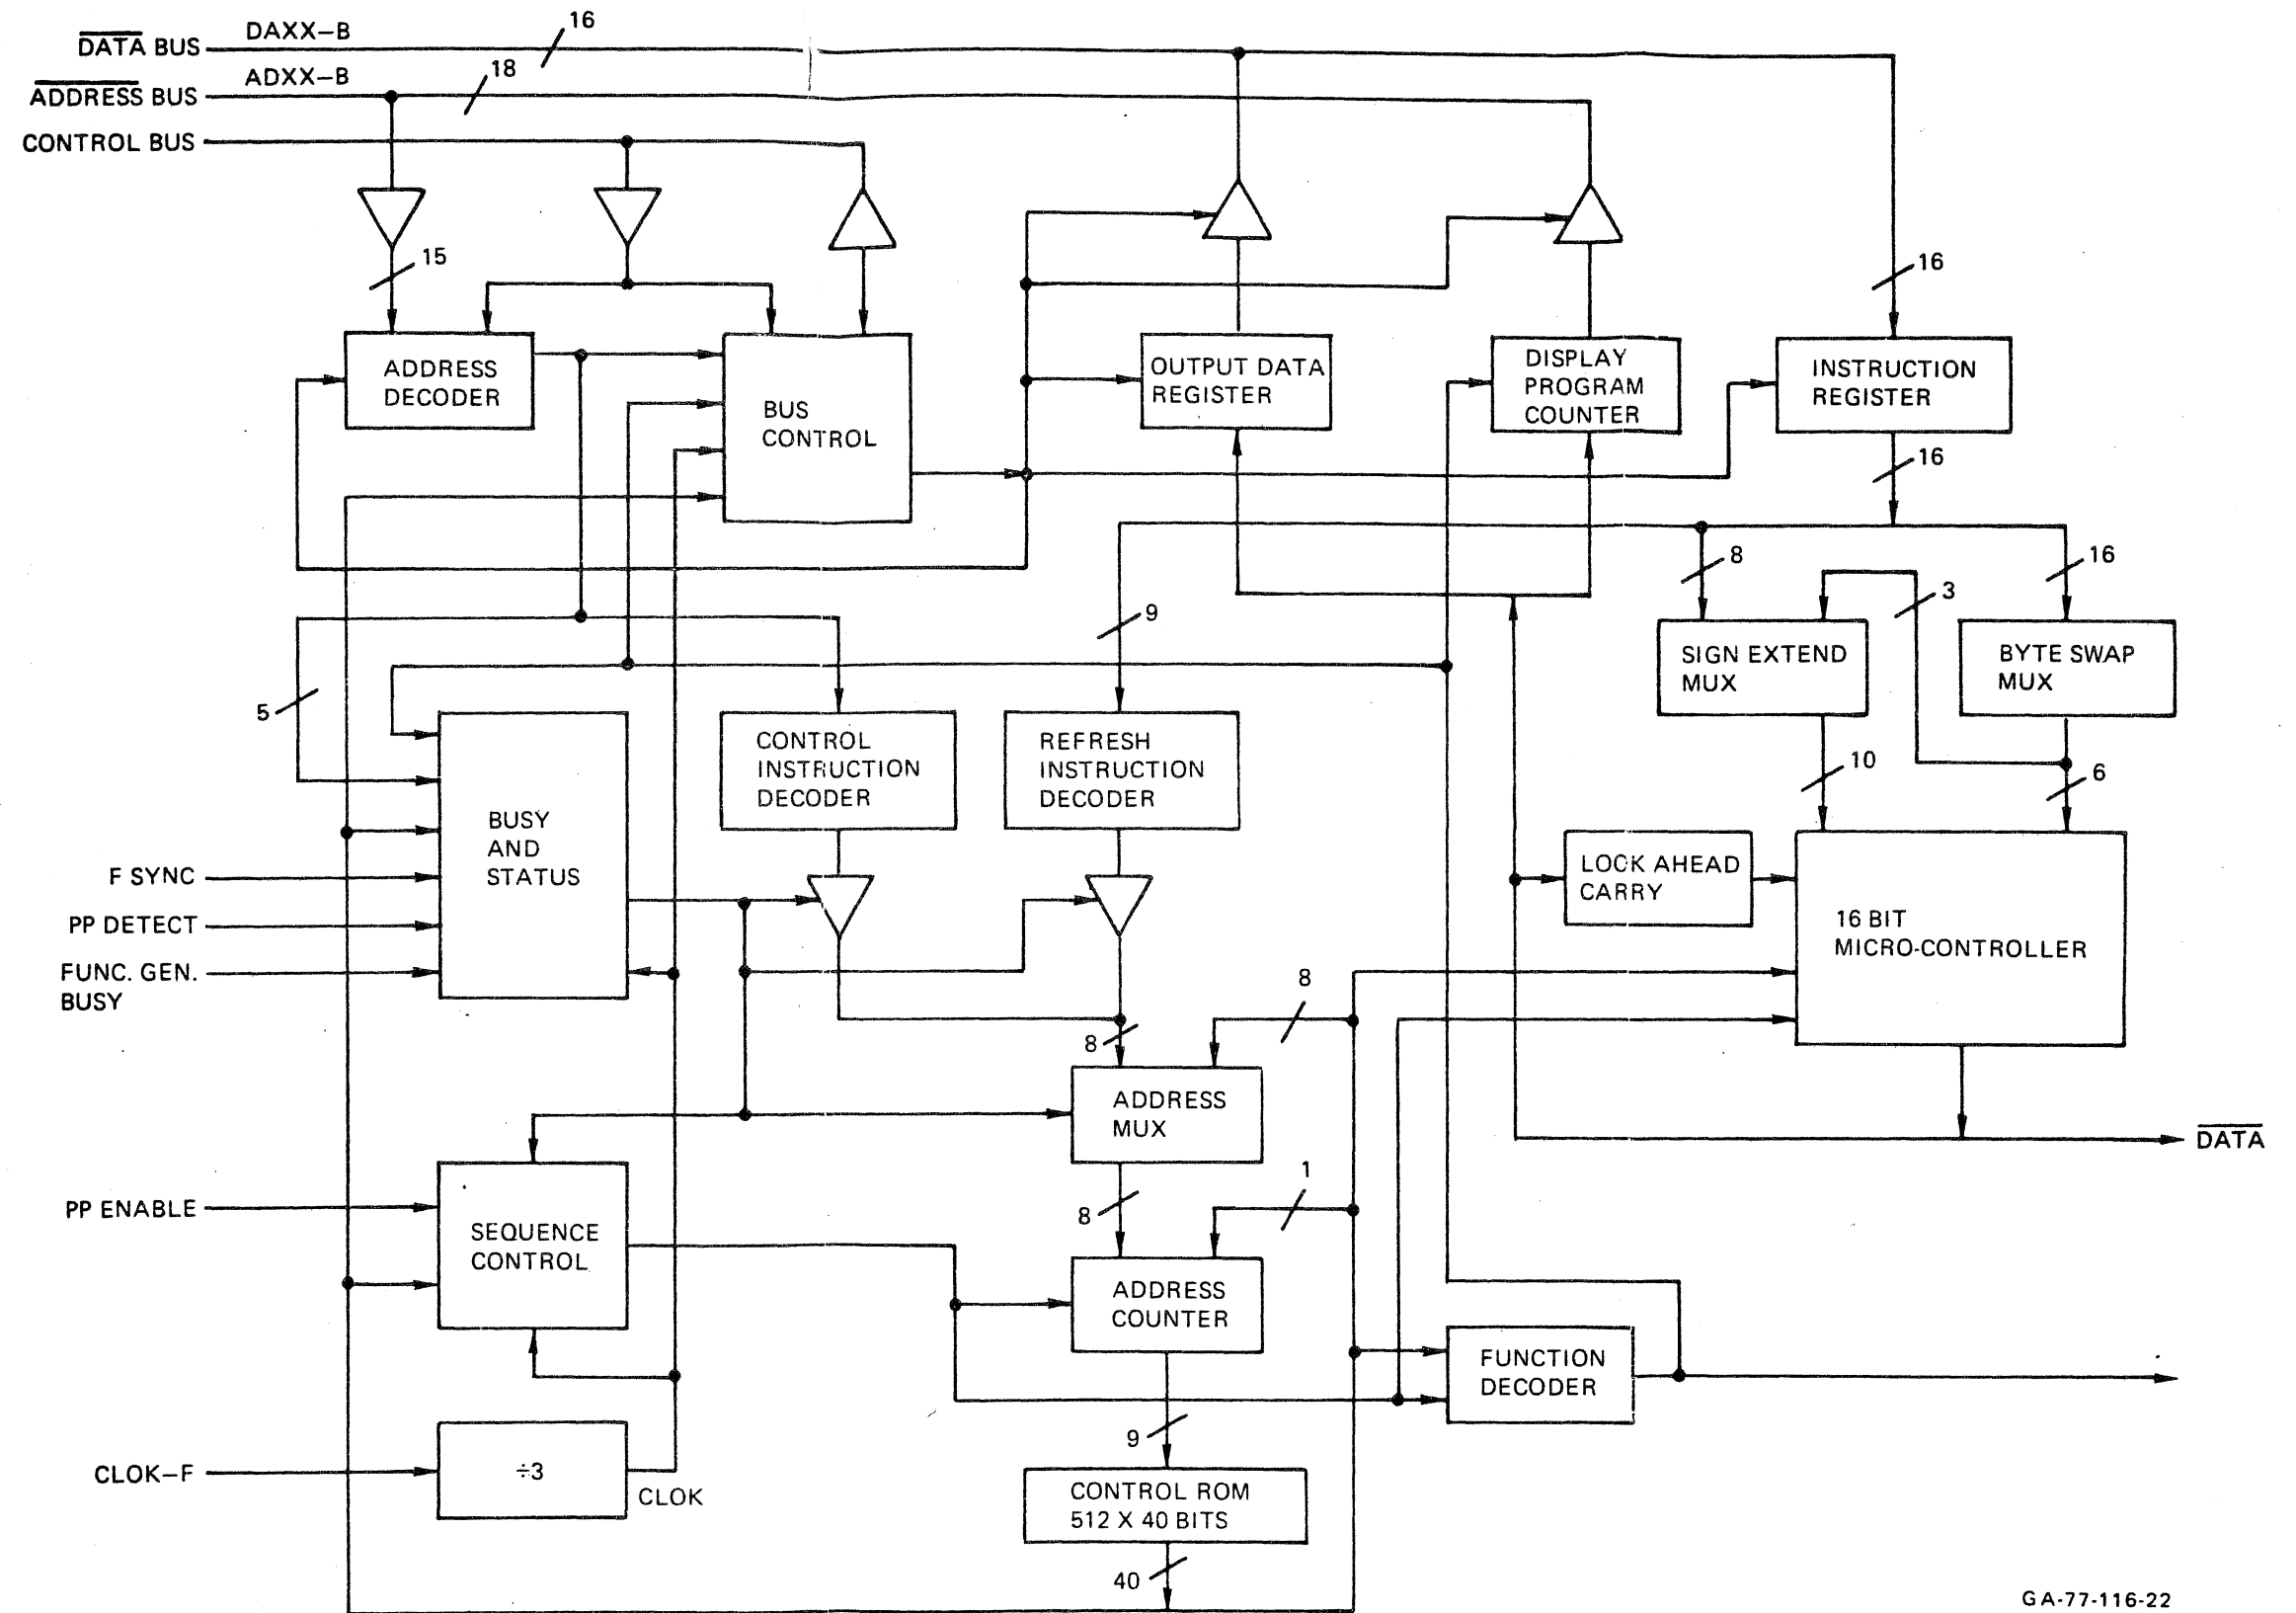 DATA BUS
DAXX-B
16
ADDRESS BUS
ADXX-B
18
CONTROL BUS
15
16
ADDRESS
DECODER
BUS
CONTROL
OUTPUT DATA
REGISTER
DISPLAY
PROGRAM
COUNTER
INSTRUCTION
REGISTER
16
8
16
3
9
SIGN EXTEND
MUX
BYTE SWAP
MUX
5
CONTROL
INSTRUCTION
DECODER
REFRESH
INSTRUCTION
DECODER
10
6
BUSY
AND
STATUS
F SYNC
PP DETECT
FUNC. GEN.
BUSY
LOCK AHEAD
CARRY
16 BIT
MICRO-CONTROLLER
8
8
ADDRESS
MUX
DATA
PP ENABLE
SEQUENCE
CONTROL
8
1
ADDRESS
COUNTER
FUNCTION
DECODER
9
CLOK-F
÷3
CLOK
CONTROL ROM
512 X 40 BITS
40
GA-77-116-22